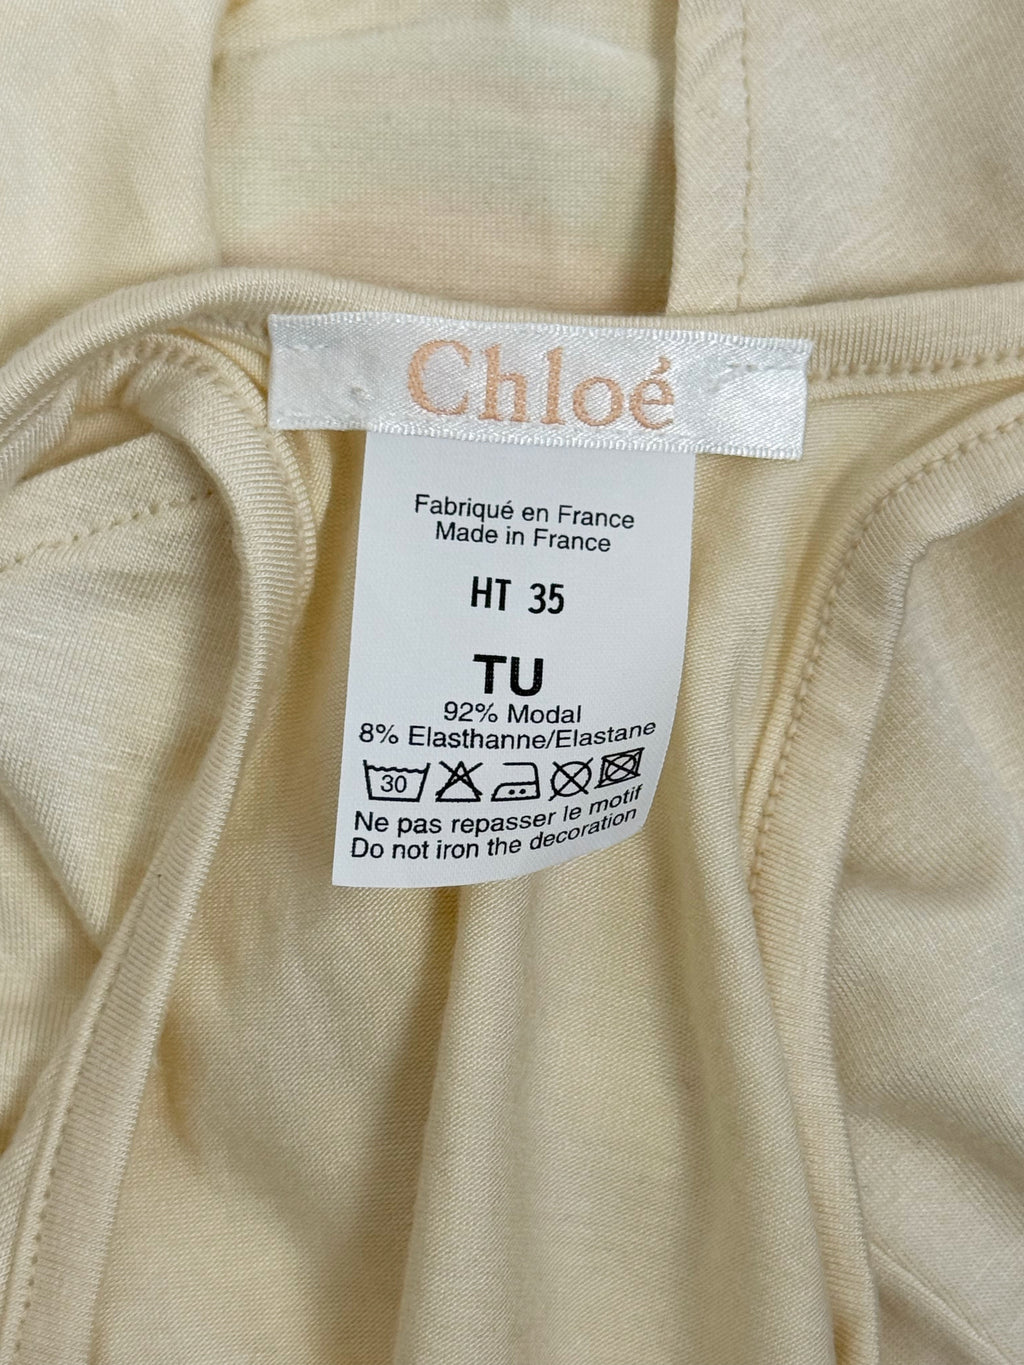 Chloé
Fabriqué en France
Made in France
HT 35
TU
92% Modal
8% Elasthanne/Elastane
30
Ne pas repasser le motif
Do not iron the decoration